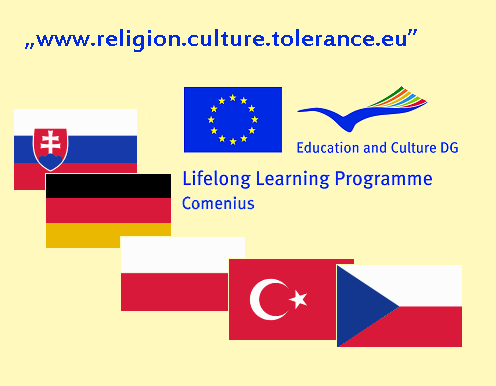 „www.religion.culture.tolerance.eu”
Education and Culture DG
Lifelong Learning Programme
Comenius